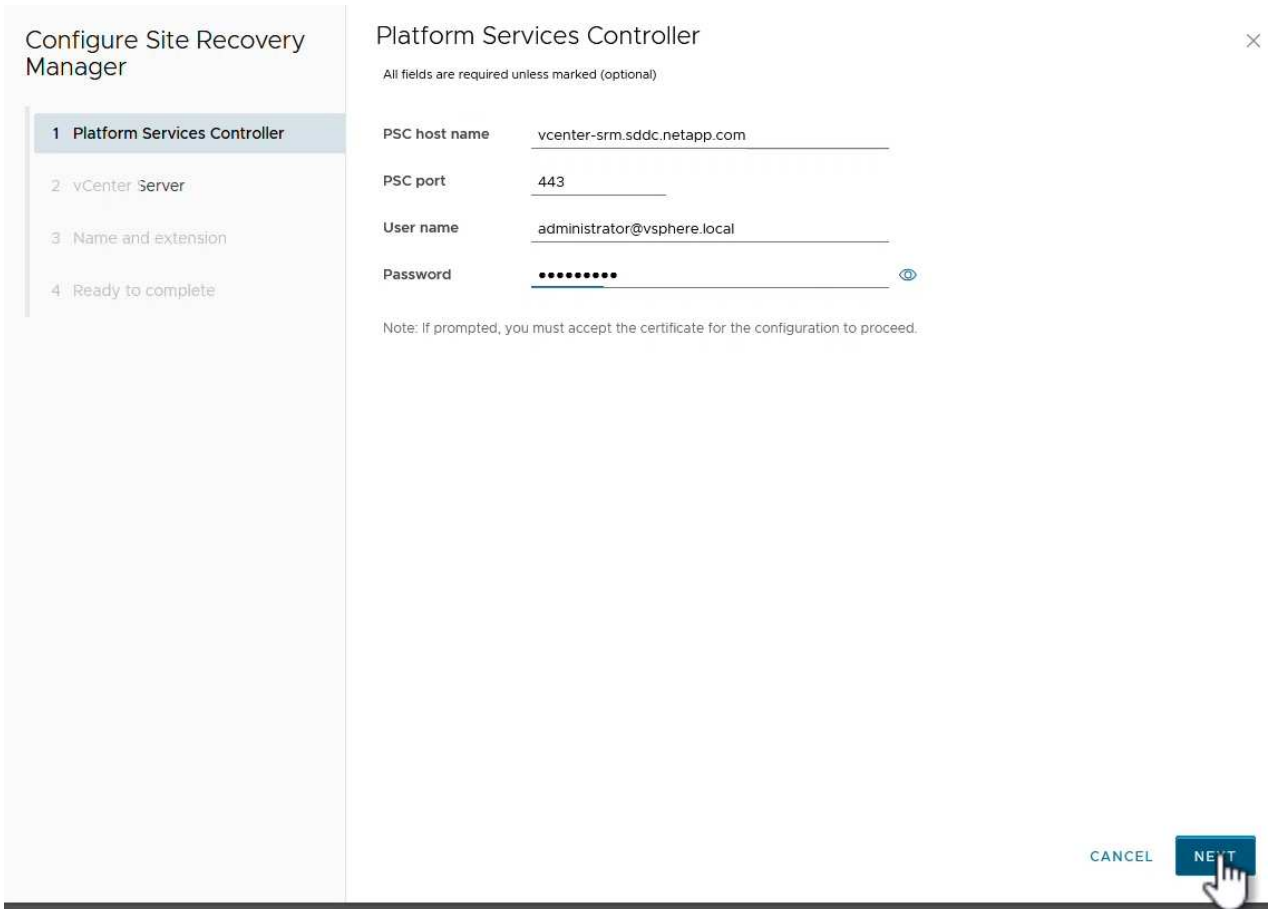 Configure Site Recovery
Manager
1 Platform Services Controller
2 vCenter Server
3 Name and extension
4 Ready to complete
Platform Services Controller
All fields are required unless marked (optional)
PSC host name vcenter-srm.sddc.netapp.com
PSC port 443
User name administrator@vsphere.local
Password •••••••••
Note: If prompted, you must accept the certificate for the configuration to proceed.
CANCEL NEXT